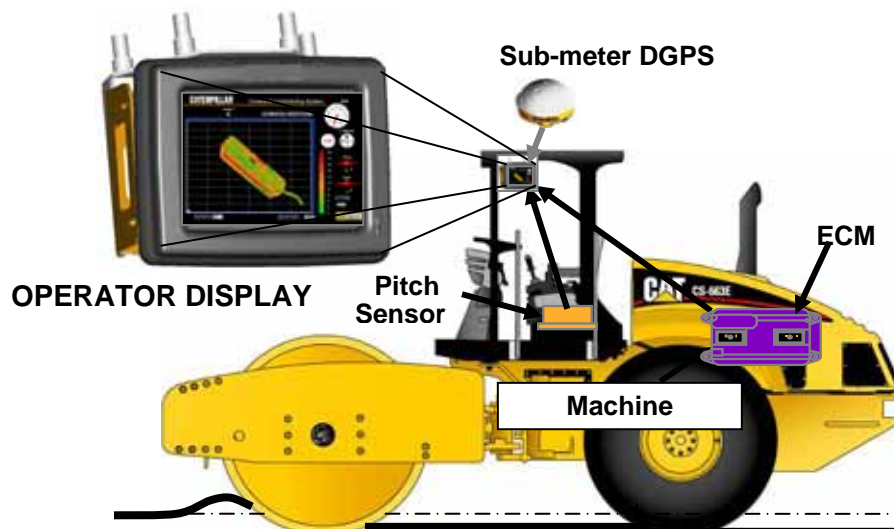 Sub-meter DGPS
CATERPILLAR
ECM
OPERATOR DISPLAY
Pitch
Sensor
CAT
CS-563E
Machine